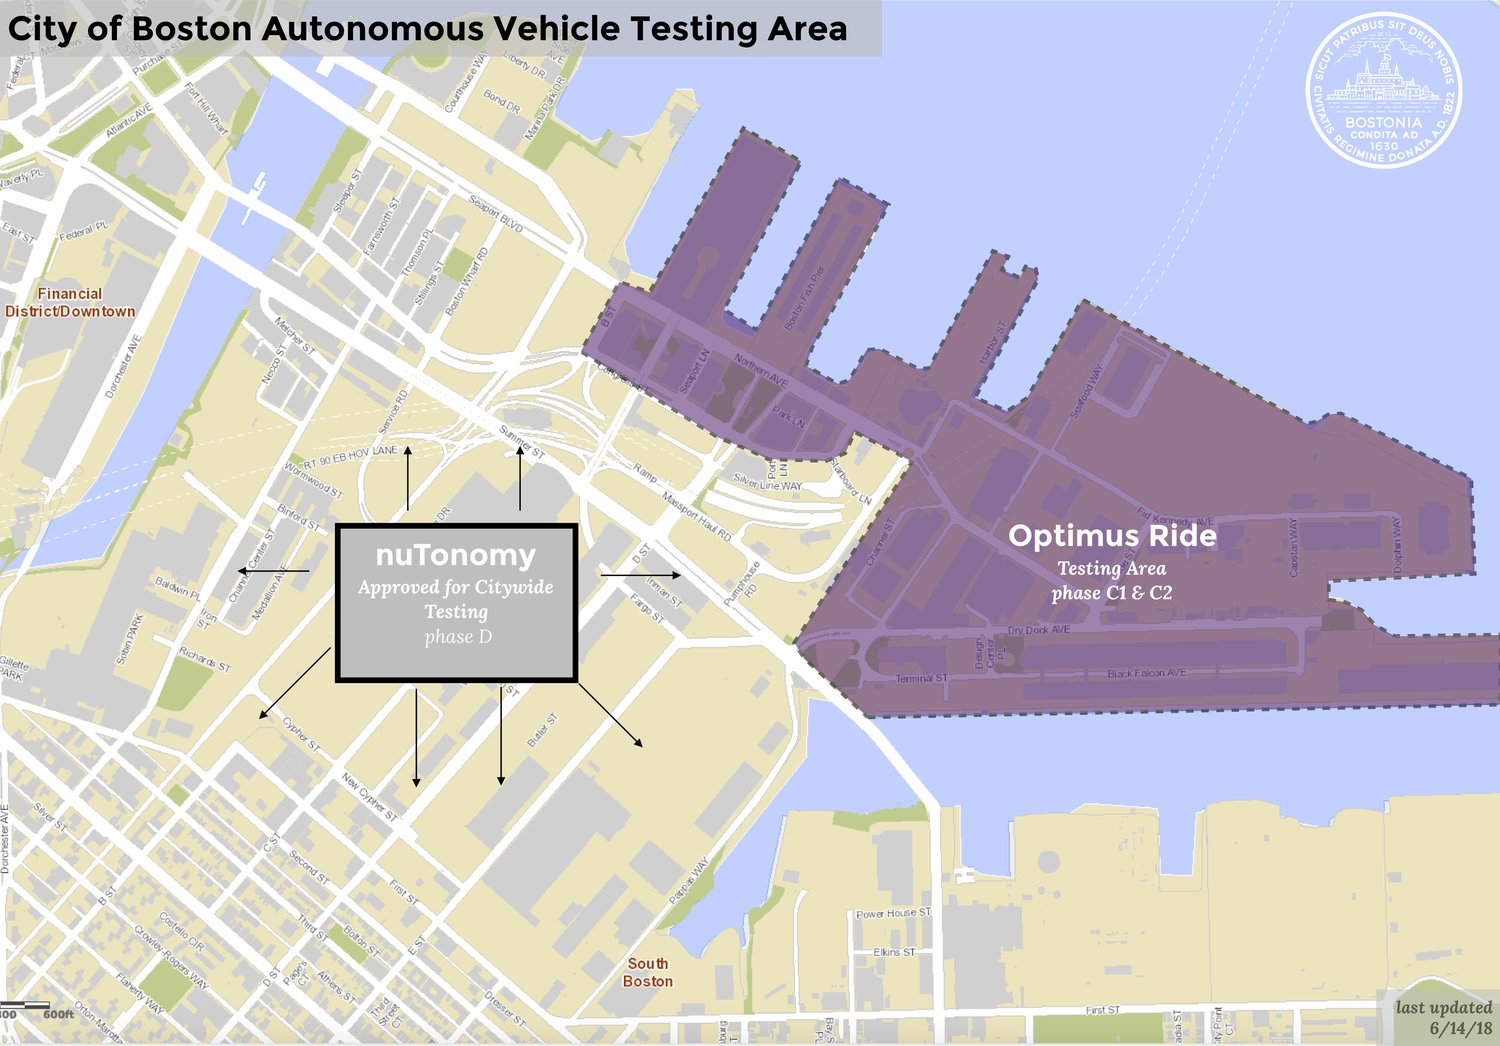 City of Boston Autonomous Vehicle Testing Area
SICUT PATRIBUS SIT DEUS NOBIS
CIVITATIS REGIMINE DONATA A.D. 1822
BOSTONIA
CONDITA AD
1630
Purchase ST
Atlantic AVE
Fort Hill Wharf
Federal
Courthouse WAY
Liberty DR
AVE
Bond DR
Marina Park DR
Waverly PL
East ST
Federal PL
Financial
District/Downtown
Dorchester AVE
Sleeper ST
Farnsworth ST
Thomson PL
Stillings ST
Boston Wharf RD
Seaport BLVD
B ST
Congress ST
Seaport LN
Northern AVE
Park LN
Boston Fish Pier
Harbor ST
Seafood WAY
Melcher ST
Necco ST
Service RD
Summer ST
RT 90 EB HOV LANE
Wormwood ST
Binford ST
Ramp
Massport Haul RD
Silver Line WAY
Port
LN
Starboard LN
Channel ST
Fid Kennedy AVE
Capstan WAY
Dolphin WAY
Optimus Ride
Testing Area
phase C1 & C2
nuTonomy
Approved for Citywide
Testing
phase D
DR
Channel Center ST
Medallion AVE
Baldwin PL
Iron
ST
Sobin PARK
Richards ST
Gillette
PARK
D ST
Inman ST
Fargo ST
Pumphouse
RD
Dry Dock AVE
Design
Center
PL
Terminal ST
Black Falcon AVE
Cypher ST
New Cypher ST
Butler ST
Dorchester AVE
Silver ST
B ST
C ST
Second ST
First ST
Third ST
Bolton ST
Costello CIR
Crowley-Rogers WAY
Flaherty WAY
D ST
Page's
CT
Athens ST
Third
Street
CT
E ST
Dresser ST
Pappas WAY
South
Boston
Power House ST
Elkins ST
First ST
600ft
last updated
6/14/18